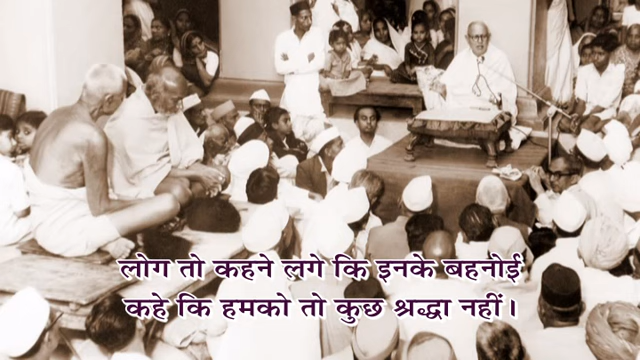 लोग तो कहने लगे कि इनके बहनोई
कहे कि हमको तो कुछ श्रद्धा नहीं।